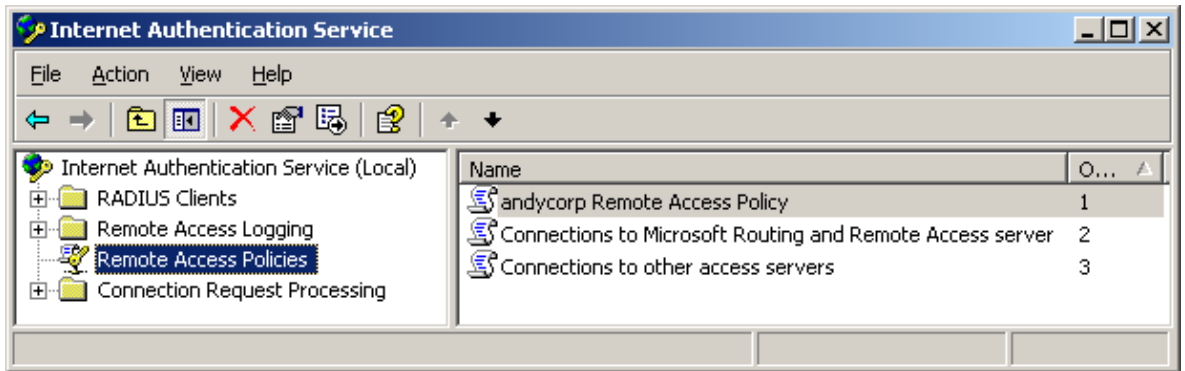 Internet Authentication Service
File Action View Help
Internet Authentication Service (Local)
RADIUS Clients
Remote Access Logging
Remote Access Policies
Connection Request Processing
Name O...
andycorp Remote Access Policy 1
Connections to Microsoft Routing and Remote Access server 2
Connections to other access servers 3